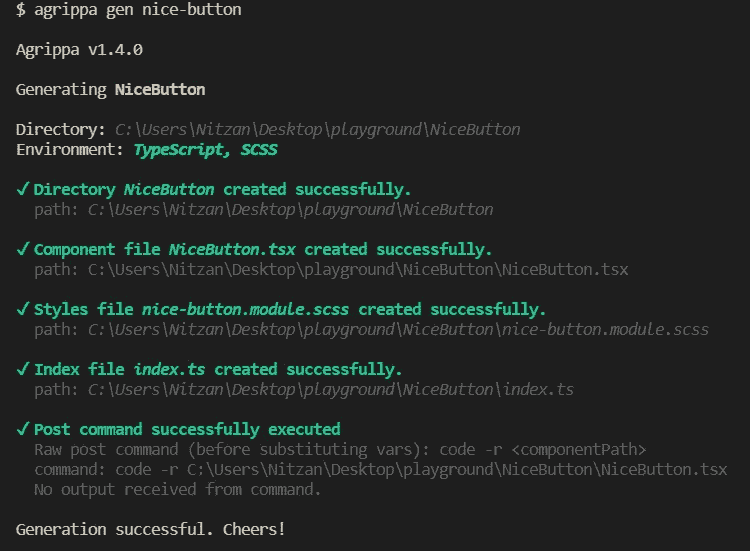 $ agrippa gen nice-button
Agrippa v1.4.0
Generating NiceButton
Directory: C:\Users\Nitzan\Desktop\playground\NiceButton
Environment: TypeScript, SCSS
✓ Directory NiceButton created successfully.
path: C:\Users\Nitzan\Desktop\playground\NiceButton
✓ Component file NiceButton.tsx created successfully.
path: C:\Users\Nitzan\Desktop\playground\NiceButton\NiceButton.tsx
✓ Styles file nice-button.module.scss created successfully.
path: C:\Users\Nitzan\Desktop\playground\NiceButton\nice-button.module.scss
✓ Index file index.ts created successfully.
path: C:\Users\Nitzan\Desktop\playground\NiceButton\index.ts
✓ Post command successfully executed
Raw post command (before substituting vars): code -r <componentPath>
command: code -r C:\Users\Nitzan\Desktop\playground\NiceButton\NiceButton.tsx
No output received from command.
Generation successful. Cheers!